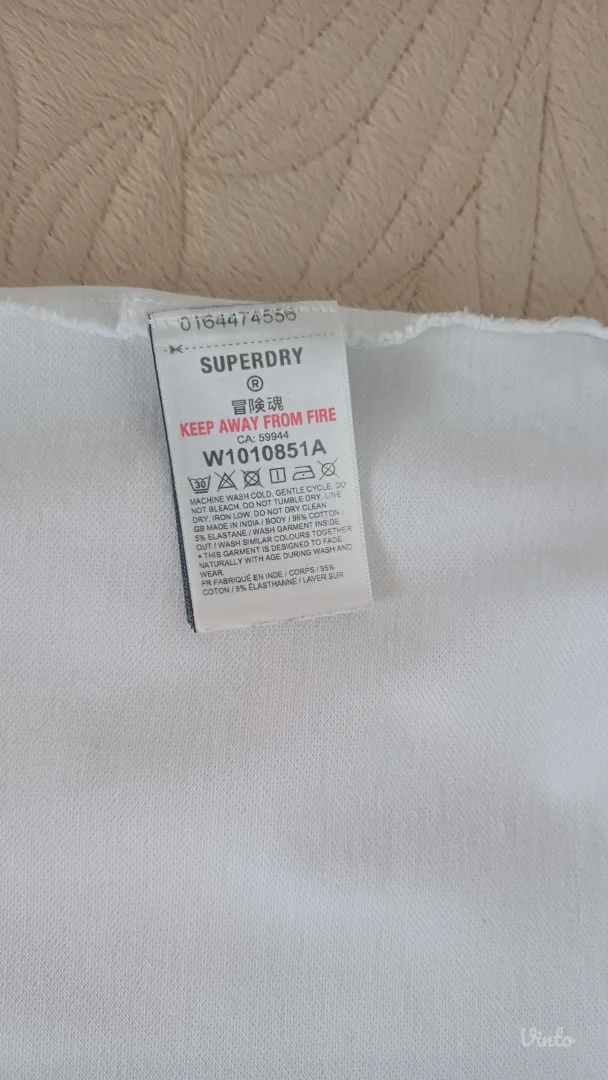 0164474556
SUPERDRY
®
冒険魂
KEEP AWAY FROM FIRE
CA: 59944
W1010851A
30
MACHINE WASH COLD, GENTLE CYCLE, DO
NOT BLEACH, DO NOT TUMBLE DRY, LINE
DRY, IRON LOW, DO NOT DRY CLEAN
GB MADE IN INDIA / BODY / 95% COTTON /
5% ELASTANE / WASH GARMENT INSIDE
OUT / WASH SIMILAR COLOURS TOGETHER
* THIS GARMENT IS DESIGNED TO FADE
NATURALLY WITH AGE DURING WASH AND
WEAR.
FR FABRIQUÉ EN INDE / CORPS / 95%
COTON / 5% ÉLASTHANNE / LAVER SUR
Vinto